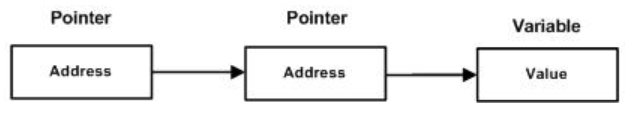 Pointer
Pointer
Variable
Address
Address
Value